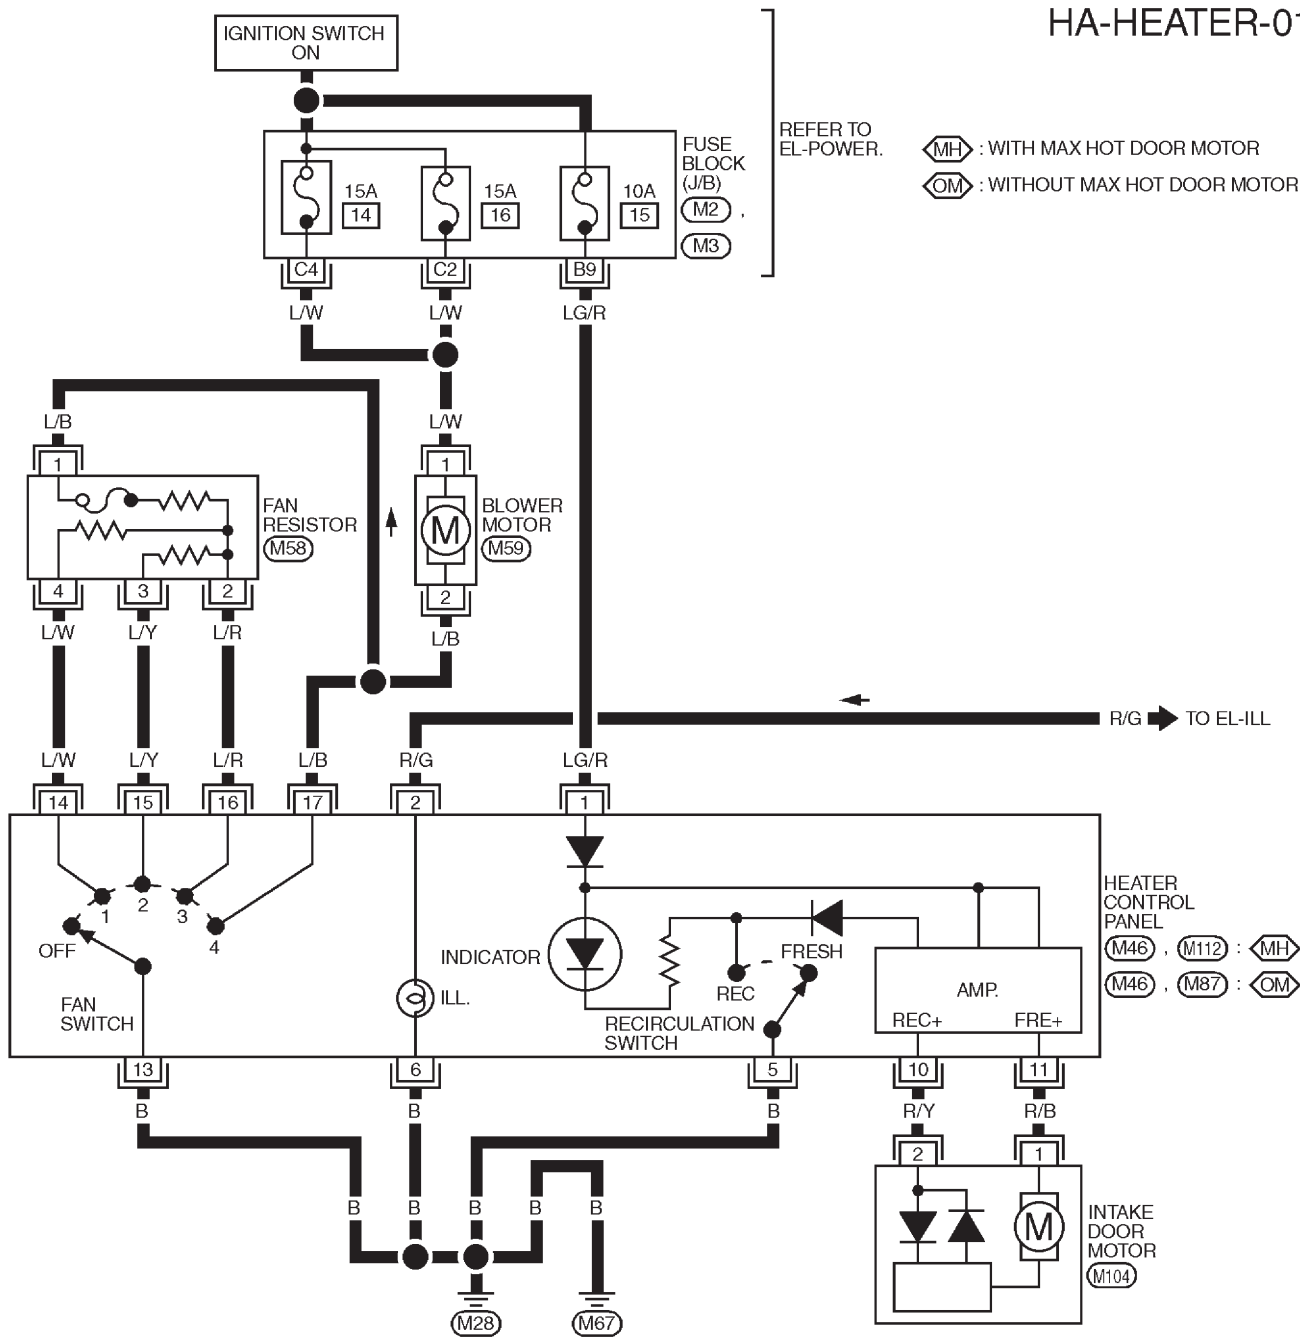 HA-HEATER-01
IGNITION SWITCH
ON
REFER TO
EL-POWER.
MH : WITH MAX HOT DOOR MOTOR
OM : WITHOUT MAX HOT DOOR MOTOR
FUSE
BLOCK
(J/B)
M2 ,
M3
15A
14
15A
16
10A
15
C4
C2
B9
L/W
L/W
LG/R
L/B
L/W
1
1
FAN
RESISTOR
M58
M
BLOWER
MOTOR
M59
4
3
2
2
L/W
L/Y
L/R
L/B
R/G
TO EL-ILL
L/W
L/Y
L/R
L/B
R/G
LG/R
14
15
16
17
2
1
1
2
3
4
OFF
FAN
SWITCH
ILL.
INDICATOR
REC
FRESH
RECIRCULATION
SWITCH
AMP.
REC+
FRE+
HEATER
CONTROL
PANEL
M46 , M112 : MH
M46 , M87 : OM
13
6
5
10
11
B
B
B
R/Y
R/B
2
1
B
B
B
B
B
M
INTAKE
DOOR
MOTOR
M104
M28
M67